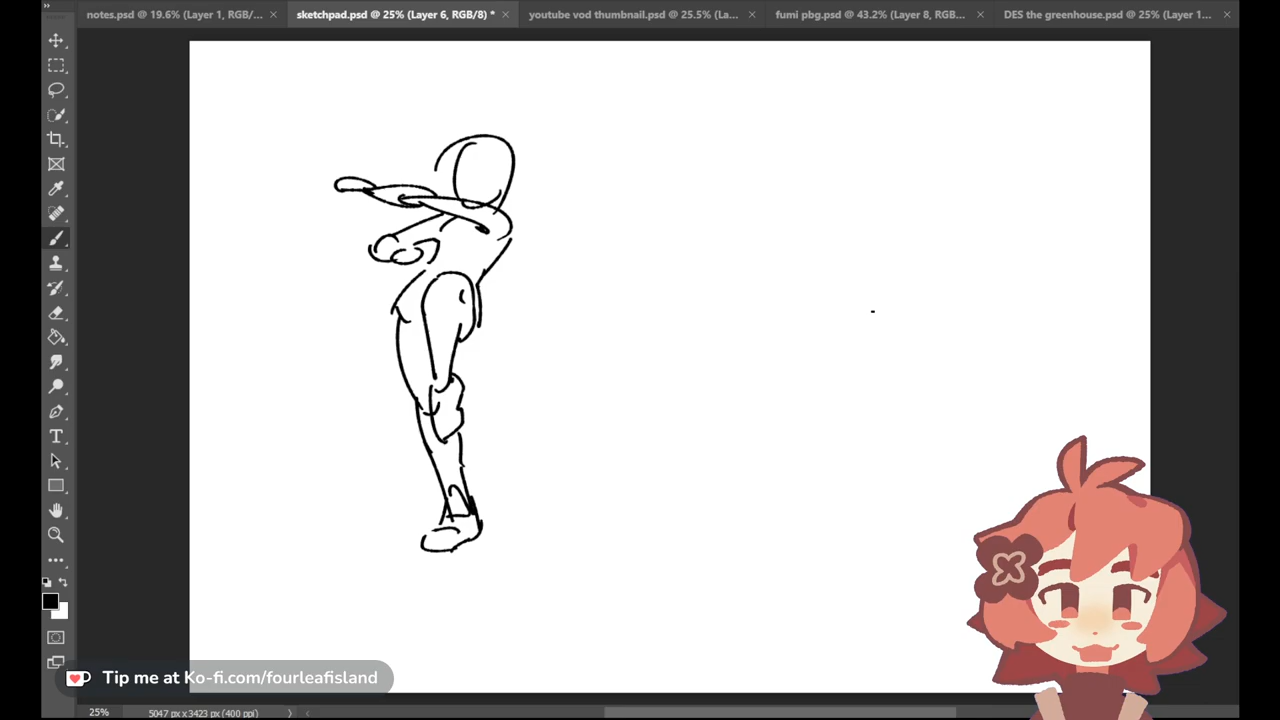 notes.psd @ 19.6% (Layer 1, RGB/...
sketchpad.psd @ 25% (Layer 6, RGB/8) *
youtube vod thumbnail.psd @ 25.5% (La...
fumi pbg.psd @ 43.2% (Layer 8, RGB...
DES the greenhouse.psd @ 25% (Layer 1...
Tip me at Ko-fi.com/fourleafisland
25%
5047 px x 3423 px (400 ppi)